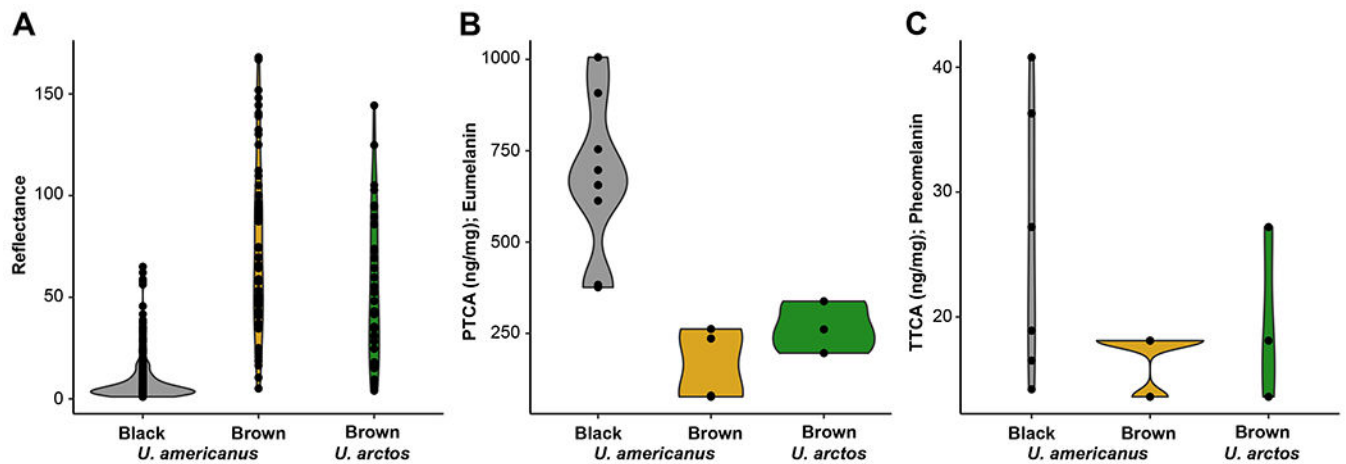 A
Reflectance
150
100
50
0
Black
Brown
Brown
U. americanus
U. arctos
B
PTCA (ng/mg); Eumelanin
1000
750
500
250
Black
Brown
Brown
U. americanus
U. arctos
C
TTCA (ng/mg); Pheomelanin
40
30
20
Black
Brown
Brown
U. americanus
U. arctos